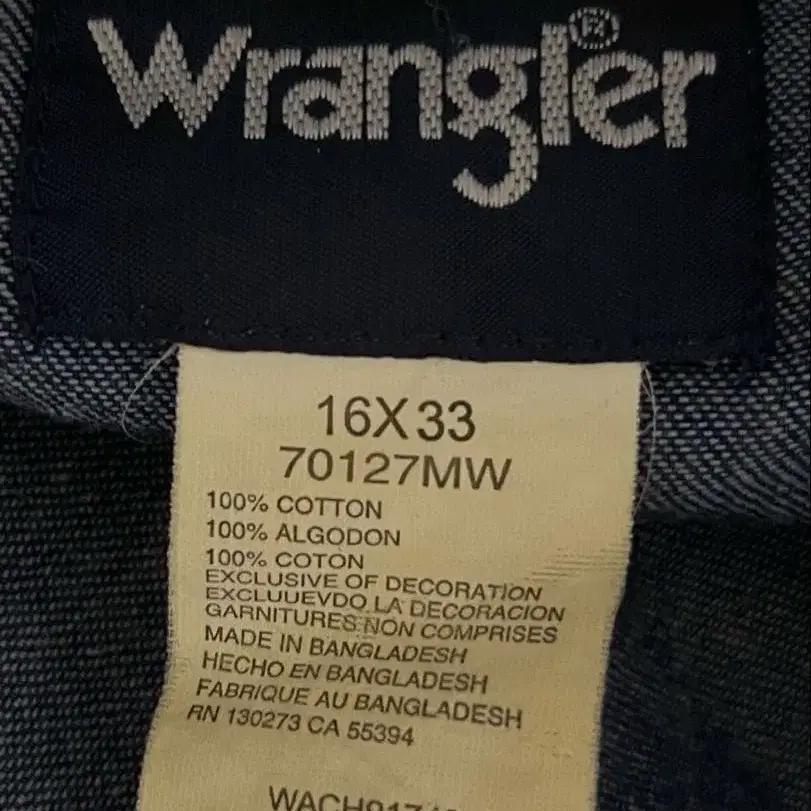 Wrangler®
16X33
70127MW
100% COTTON
100% ALGODON
100% COTON
EXCLUSIVE OF DECORATION
EXCLUUEVDO LA DECORACION
GARNITURES NON COMPRISES
MADE IN BANGLADESH
HECHO EN BANGLADESH
FABRIQUE AU BANGLADESH
RN 130273 CA 55394